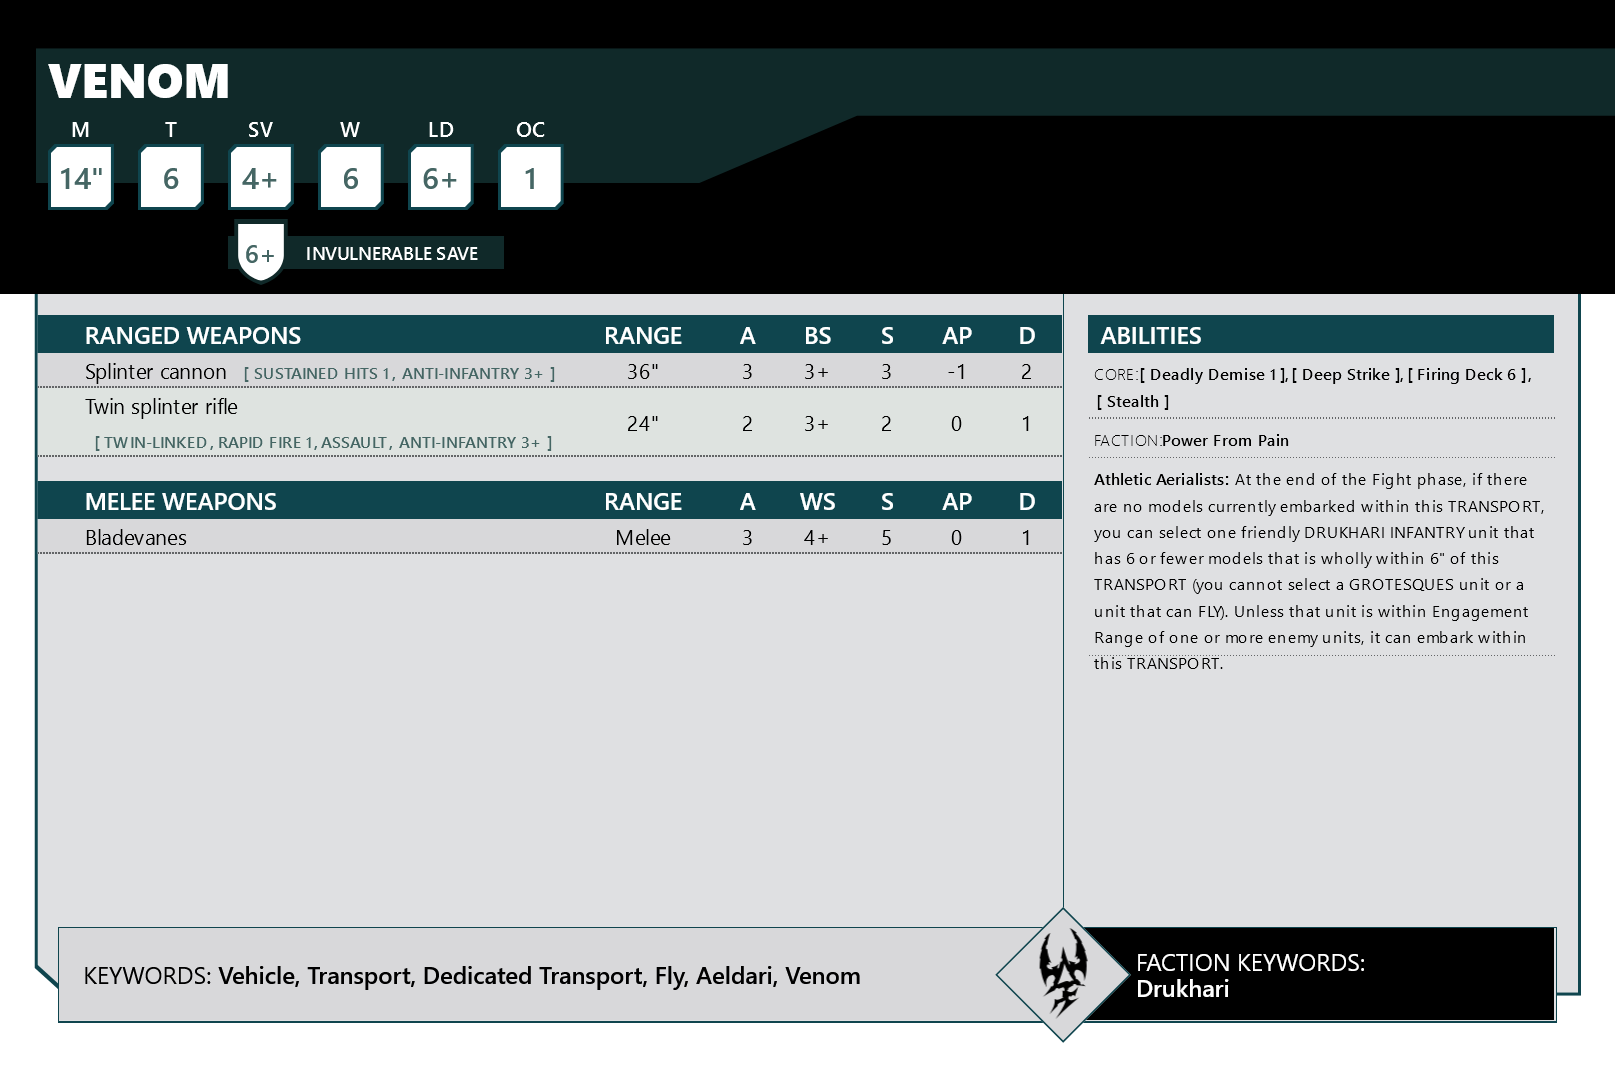 VENOM
M T SV W LD OC
14" 6 4+ 6 6+ 1
6+ INVULNERABLE SAVE
RANGED WEAPONS RANGE A BS S AP D
Splinter cannon [ SUSTAINED HITS 1, ANTI-INFANTRY 3+ ] 36" 3 3+ 3 -1 2
Twin splinter rifle
[ TWIN-LINKED, RAPID FIRE 1, ASSAULT, ANTI-INFANTRY 3+ ] 24" 2 3+ 2 0 1
MELEE WEAPONS RANGE A WS S AP D
Bladevanes Melee 3 4+ 5 0 1
ABILITIES
CORE:[ Deadly Demise 1 ], [ Deep Strike ], [ Firing Deck 6 ],
[ Stealth ]
FACTION:Power From Pain
Athletic Aerialists: At the end of the Fight phase, if there
are no models currently embarked within this TRANSPORT,
you can select one friendly DRUKHARI INFANTRY unit that
has 6 or fewer models that is wholly within 6" of this
TRANSPORT (you cannot select a GROTESQUES unit or a
unit that can FLY). Unless that unit is within Engagement
Range of one or more enemy units, it can embark within
this TRANSPORT.
KEYWORDS: Vehicle, Transport, Dedicated Transport, Fly, Aeldari, Venom
FACTION KEYWORDS:
Drukhari